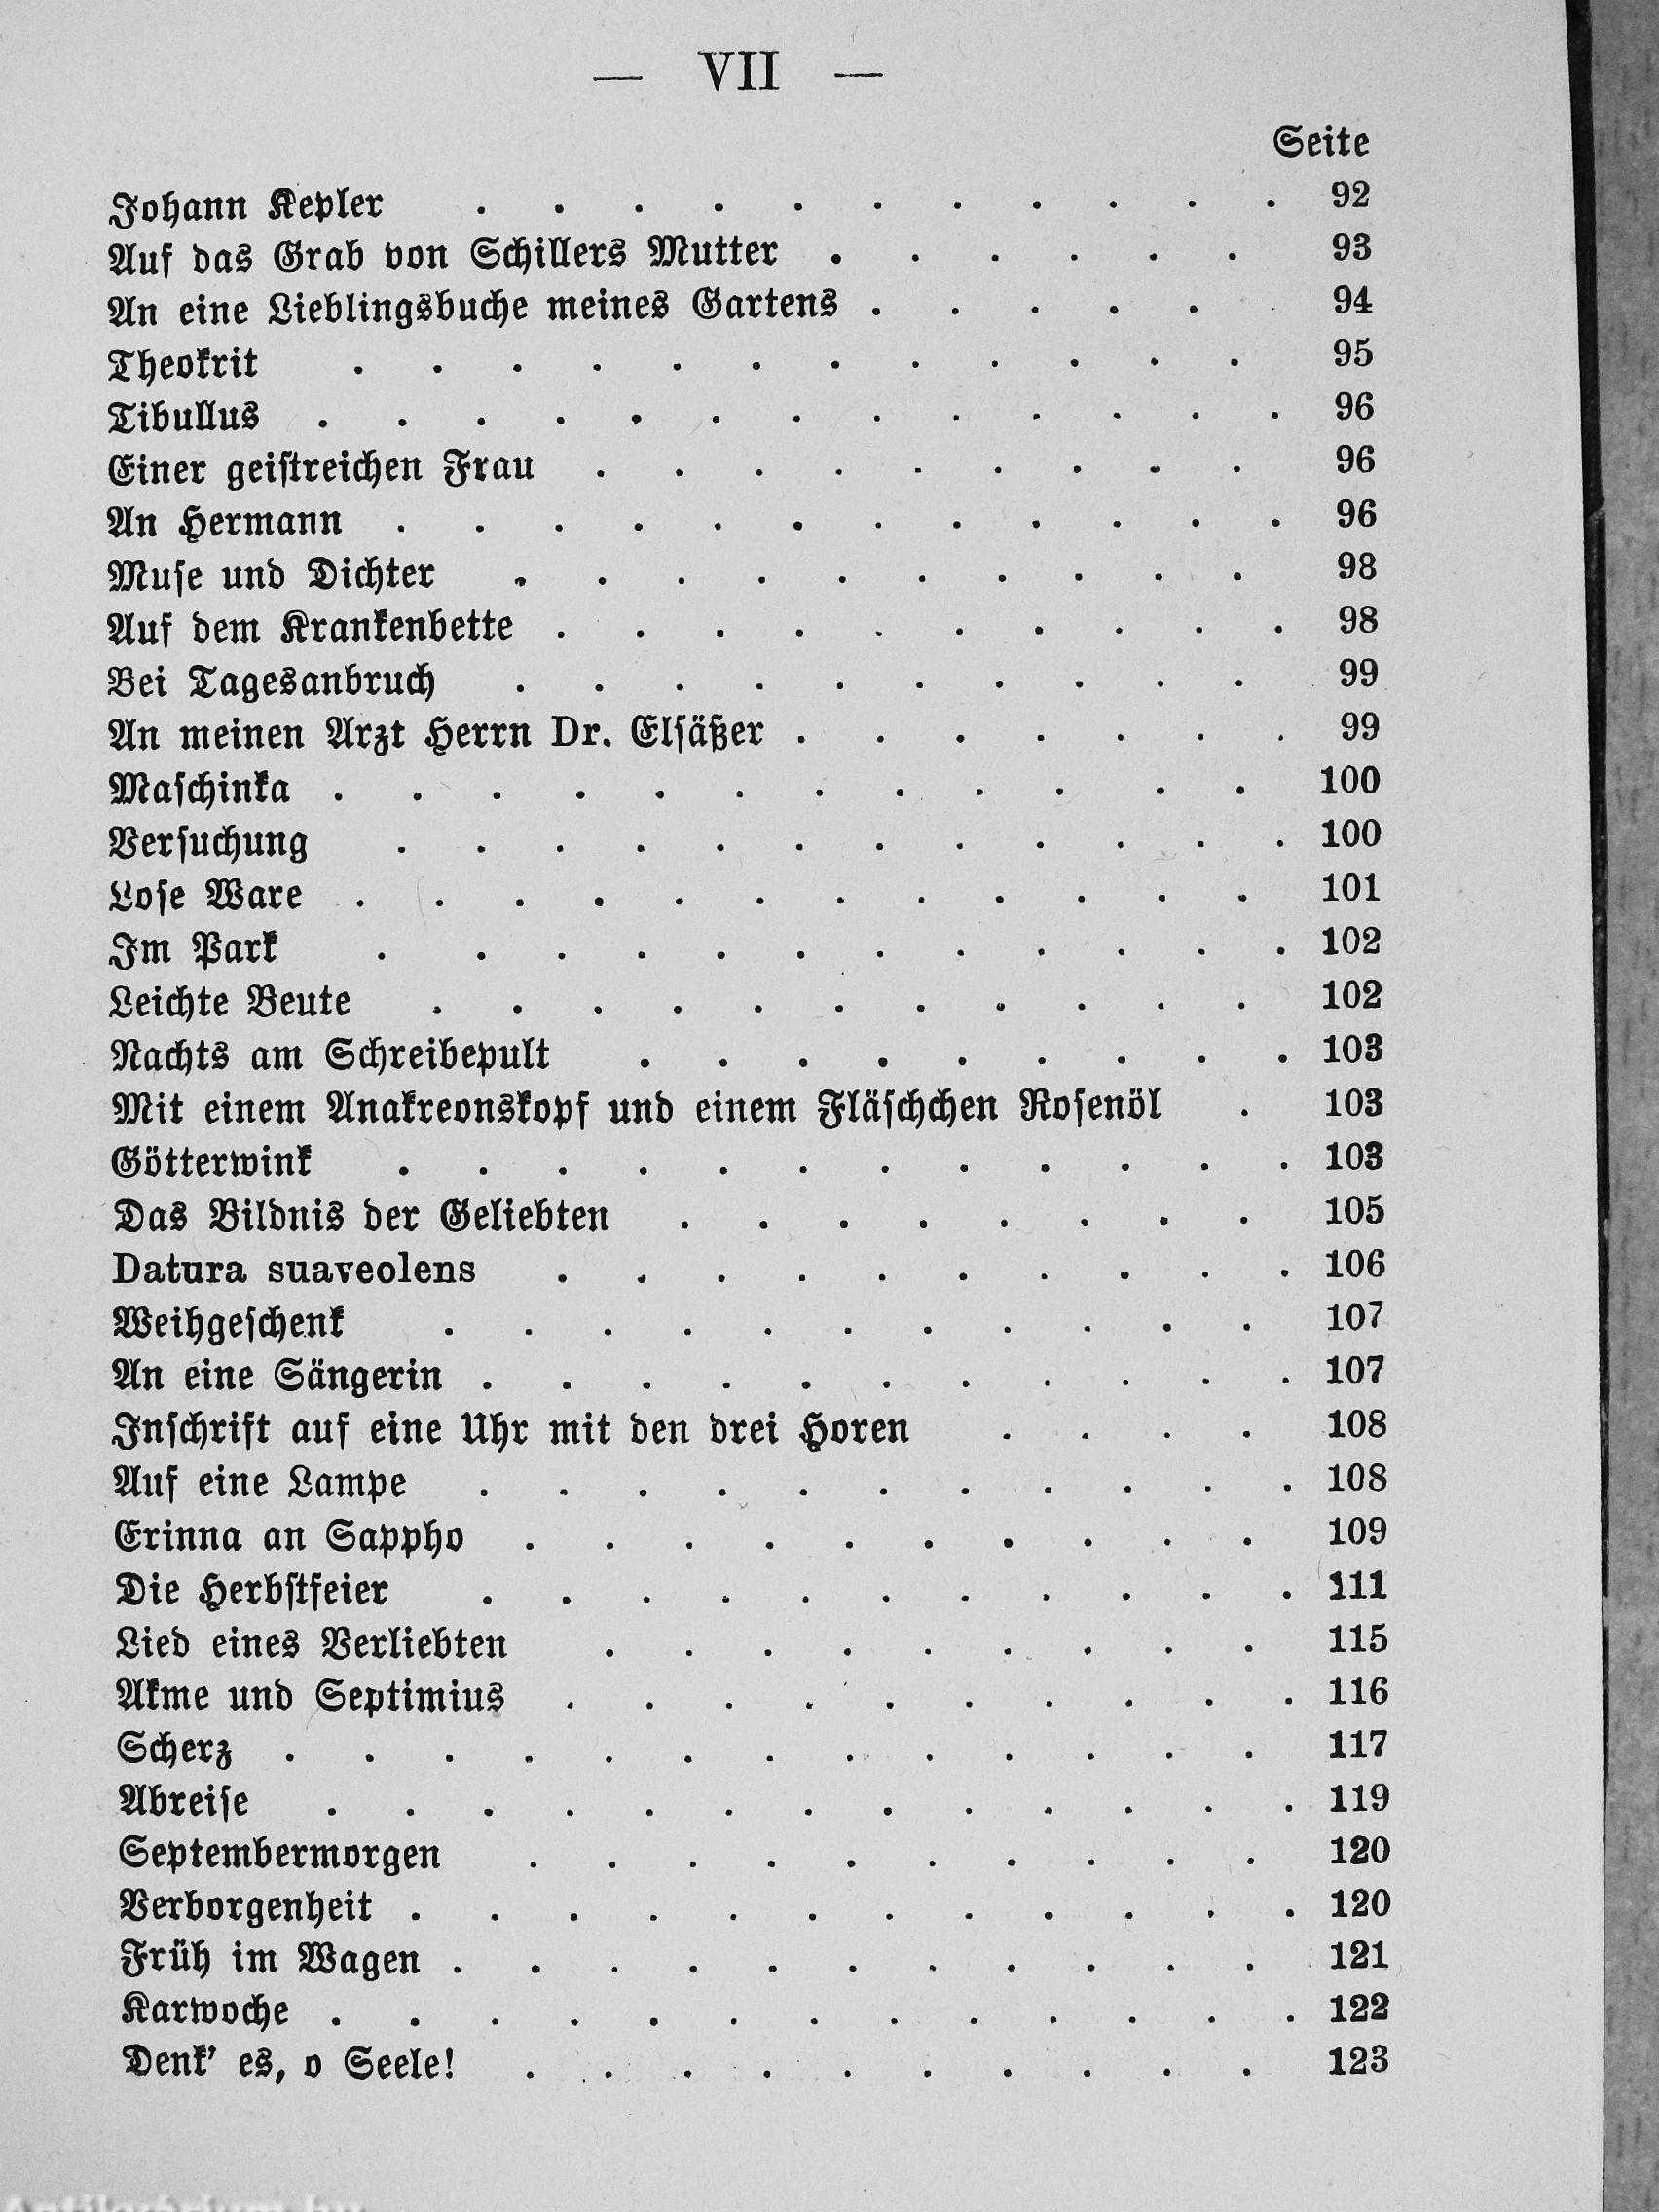 — VII —
Seite
Johann Kepler . . . . . . . . . . . 92
Auf das Grab von Schillers Mutter . . . . . . 93
An eine Lieblingsbuche meines Gartens . . . . . . 94
Theokrit . . . . . . . . . . . . 95
Tibullus . . . . . . . . . . . . . 96
Einer geistreichen Frau . . . . . . . . . 96
An Hermann . . . . . . . . . . . . 96
Muse und Dichter . . . . . . . . . . 98
Auf dem Krankenbette . . . . . . . . . . 98
Bei Tagesanbruch . . . . . . . . . . 99
An meinen Arzt Herrn Dr. Elsäßer . . . . . . . 99
Maschinka . . . . . . . . . . . . 100
Versuchung . . . . . . . . . . . . 100
Lose Ware . . . . . . . . . . . . 101
Im Park . . . . . . . . . . . . 102
Leichte Beute . . . . . . . . . . . 102
Nachts am Schreibepult . . . . . . . . . 103
Mit einem Anakreonskopf und einem Fläschchen Rosenöl . 103
Götterwink . . . . . . . . . . . . 103
Das Bildnis der Geliebten . . . . . . . . 105
Datura suaveolens . . . . . . . . . . 106
Weihgeschenk . . . . . . . . . . . 107
An eine Sängerin . . . . . . . . . . . 107
Inschrift auf eine Uhr mit den drei Horen . . . . 108
Auf eine Lampe . . . . . . . . . . . 108
Erinna an Sappho . . . . . . . . . . 109
Die Herbstfeier . . . . . . . . . . . 111
Lied eines Verliebten . . . . . . . . . 115
Akme und Septimius . . . . . . . . . . 116
Scherz . . . . . . . . . . . . . 117
Abreise . . . . . . . . . . . . . 119
Septembermorgen . . . . . . . . . . 120
Verborgenheit . . . . . . . . . . . . 120
Früh im Wagen . . . . . . . . . . . 121
Karwoche . . . . . . . . . . . . . 122
Denk' es, o Seele! . . . . . . . . . . 123